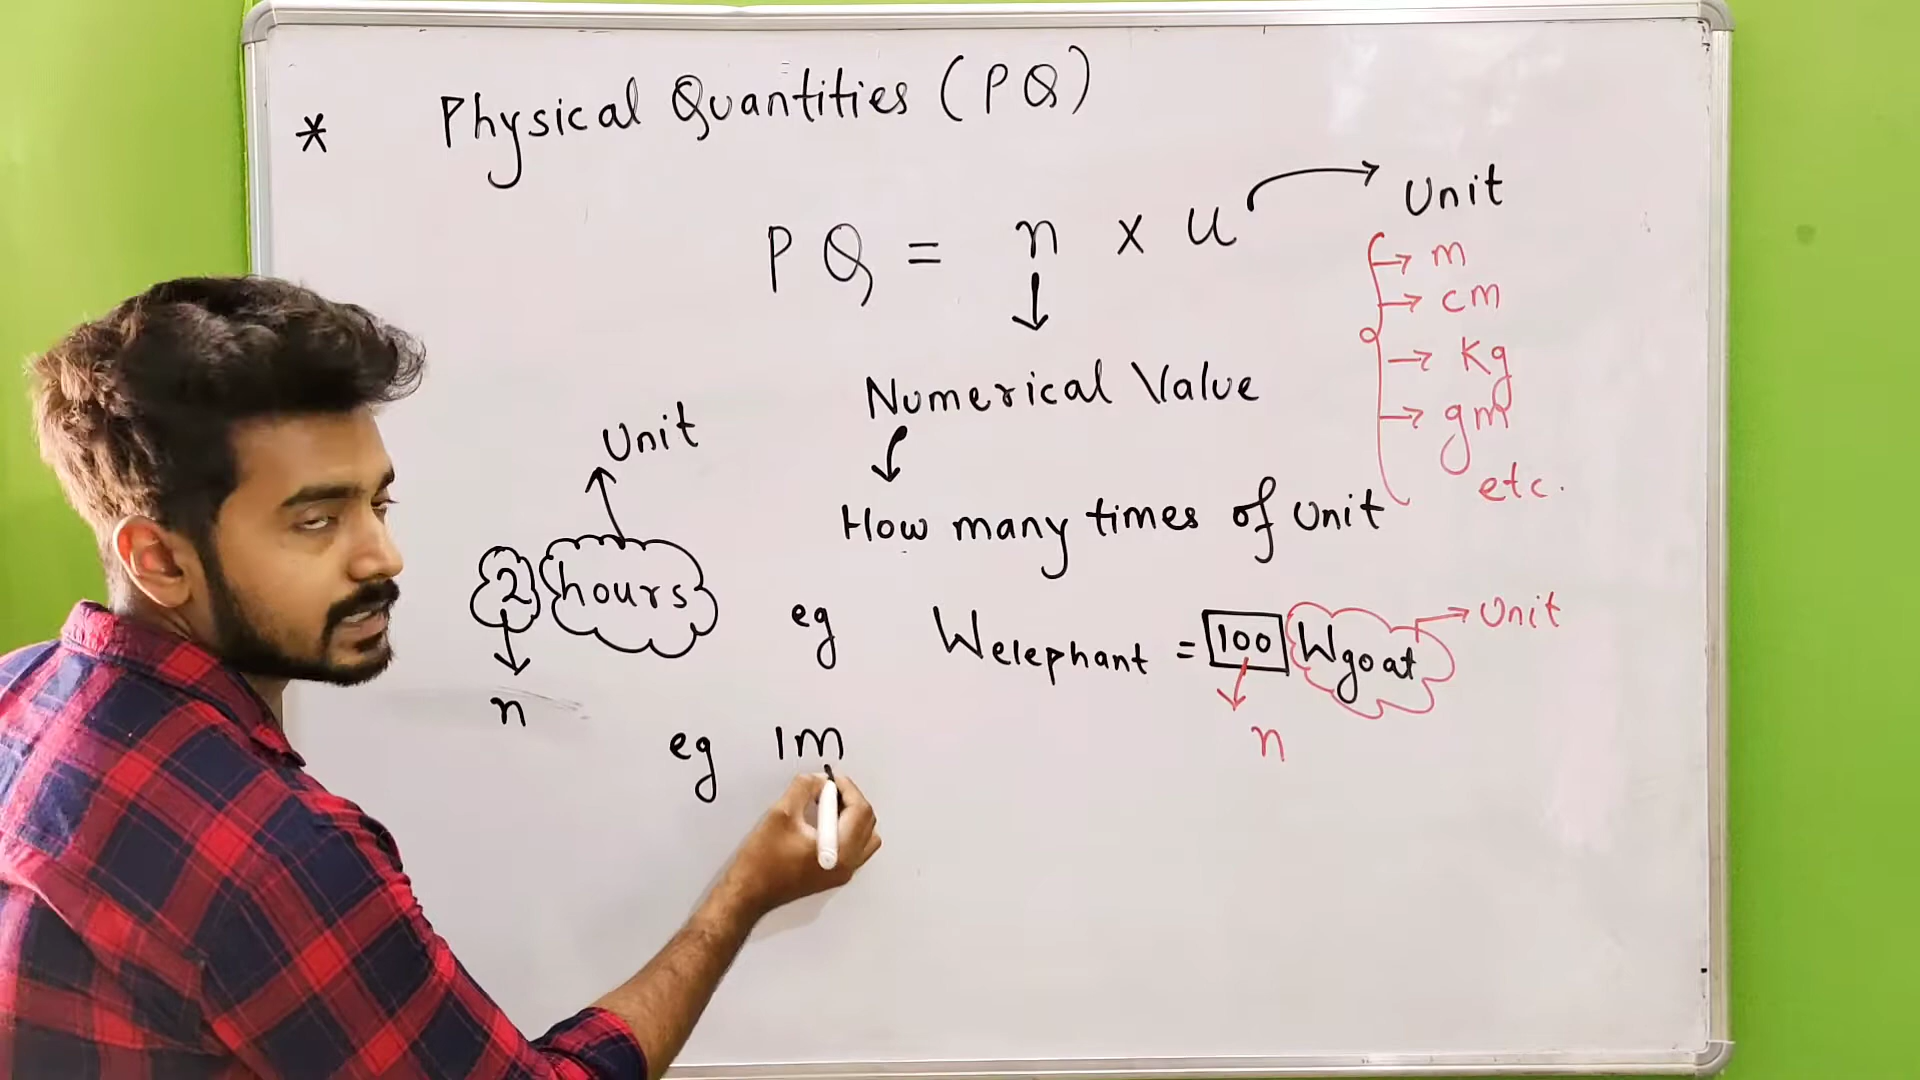 * Physical Quantities (PQ)
PQ = n x u → Unit
→ m
→ cm
→ Kg
→ gm
etc.
↓
Numerical Value
How many times of Unit
Unit
2 hours
n
eg Welephant = 100 Wgoat → Unit
n
eg 1m